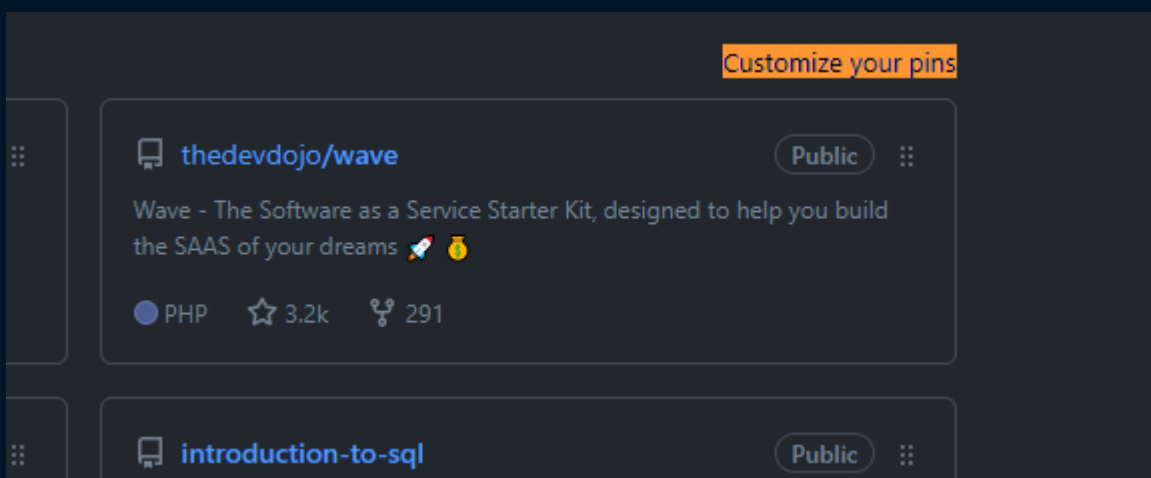 Customize your pins
thedevdojo/wave
Public
Wave - The Software as a Service Starter Kit, designed to help you build
the SAAS of your dreams 🚀 💰
PHP 3.2k 291
introduction-to-sql
Public